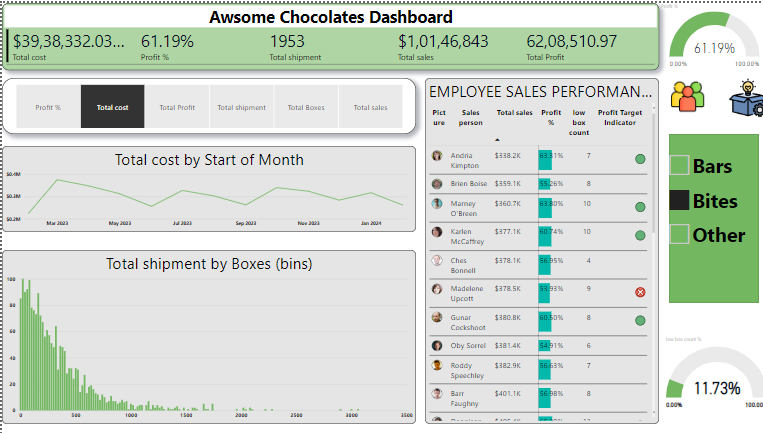 Awsome Chocolates Dashboard
$39,38,332.03... 61.19% 1953 $1,01,46,843 62,08,510.97
Total cost Profit % Total shipment Total sales Total Profit
61.19%
0.00% 100.00%
Profit % Total cost Total Profit Total shipment Total Boxes Total sales
EMPLOYEE SALES PERFORMAN...
Pict ure Sales person Total sales Profit % low box count Profit Target Indicator
Andria Kimpton $338.2K 63.81% 7
Brien Boise $359.1K 55.26% 8
Marney O'Breen $360.7K 63.80% 10
Karlen McCaffrey $377.1K 60.74% 10
Ches Bonnell $378.1K 56.95% 4
Madelene Upcott $378.5K 53.93% 9
Gunar Cockshoot $380.8K 60.50% 8
Oby Sorrel $381.4K 54.91% 6
Roddy Speechley $382.9K 56.63% 7
Barr Faughny $401.1K 56.98% 8
Total cost by Start of Month
$0.4M
$0.3M
$0.2M
Mar 2023 May 2023 Jul 2023 Sep 2023 Nov 2023 Jan 2024
Total shipment by Boxes (bins)
100
80
60
40
20
0
0 500 1000 1500 2000 2500 3000 3500
Bars
Bites
Other
low box count %
11.73%
0.00% 100.00